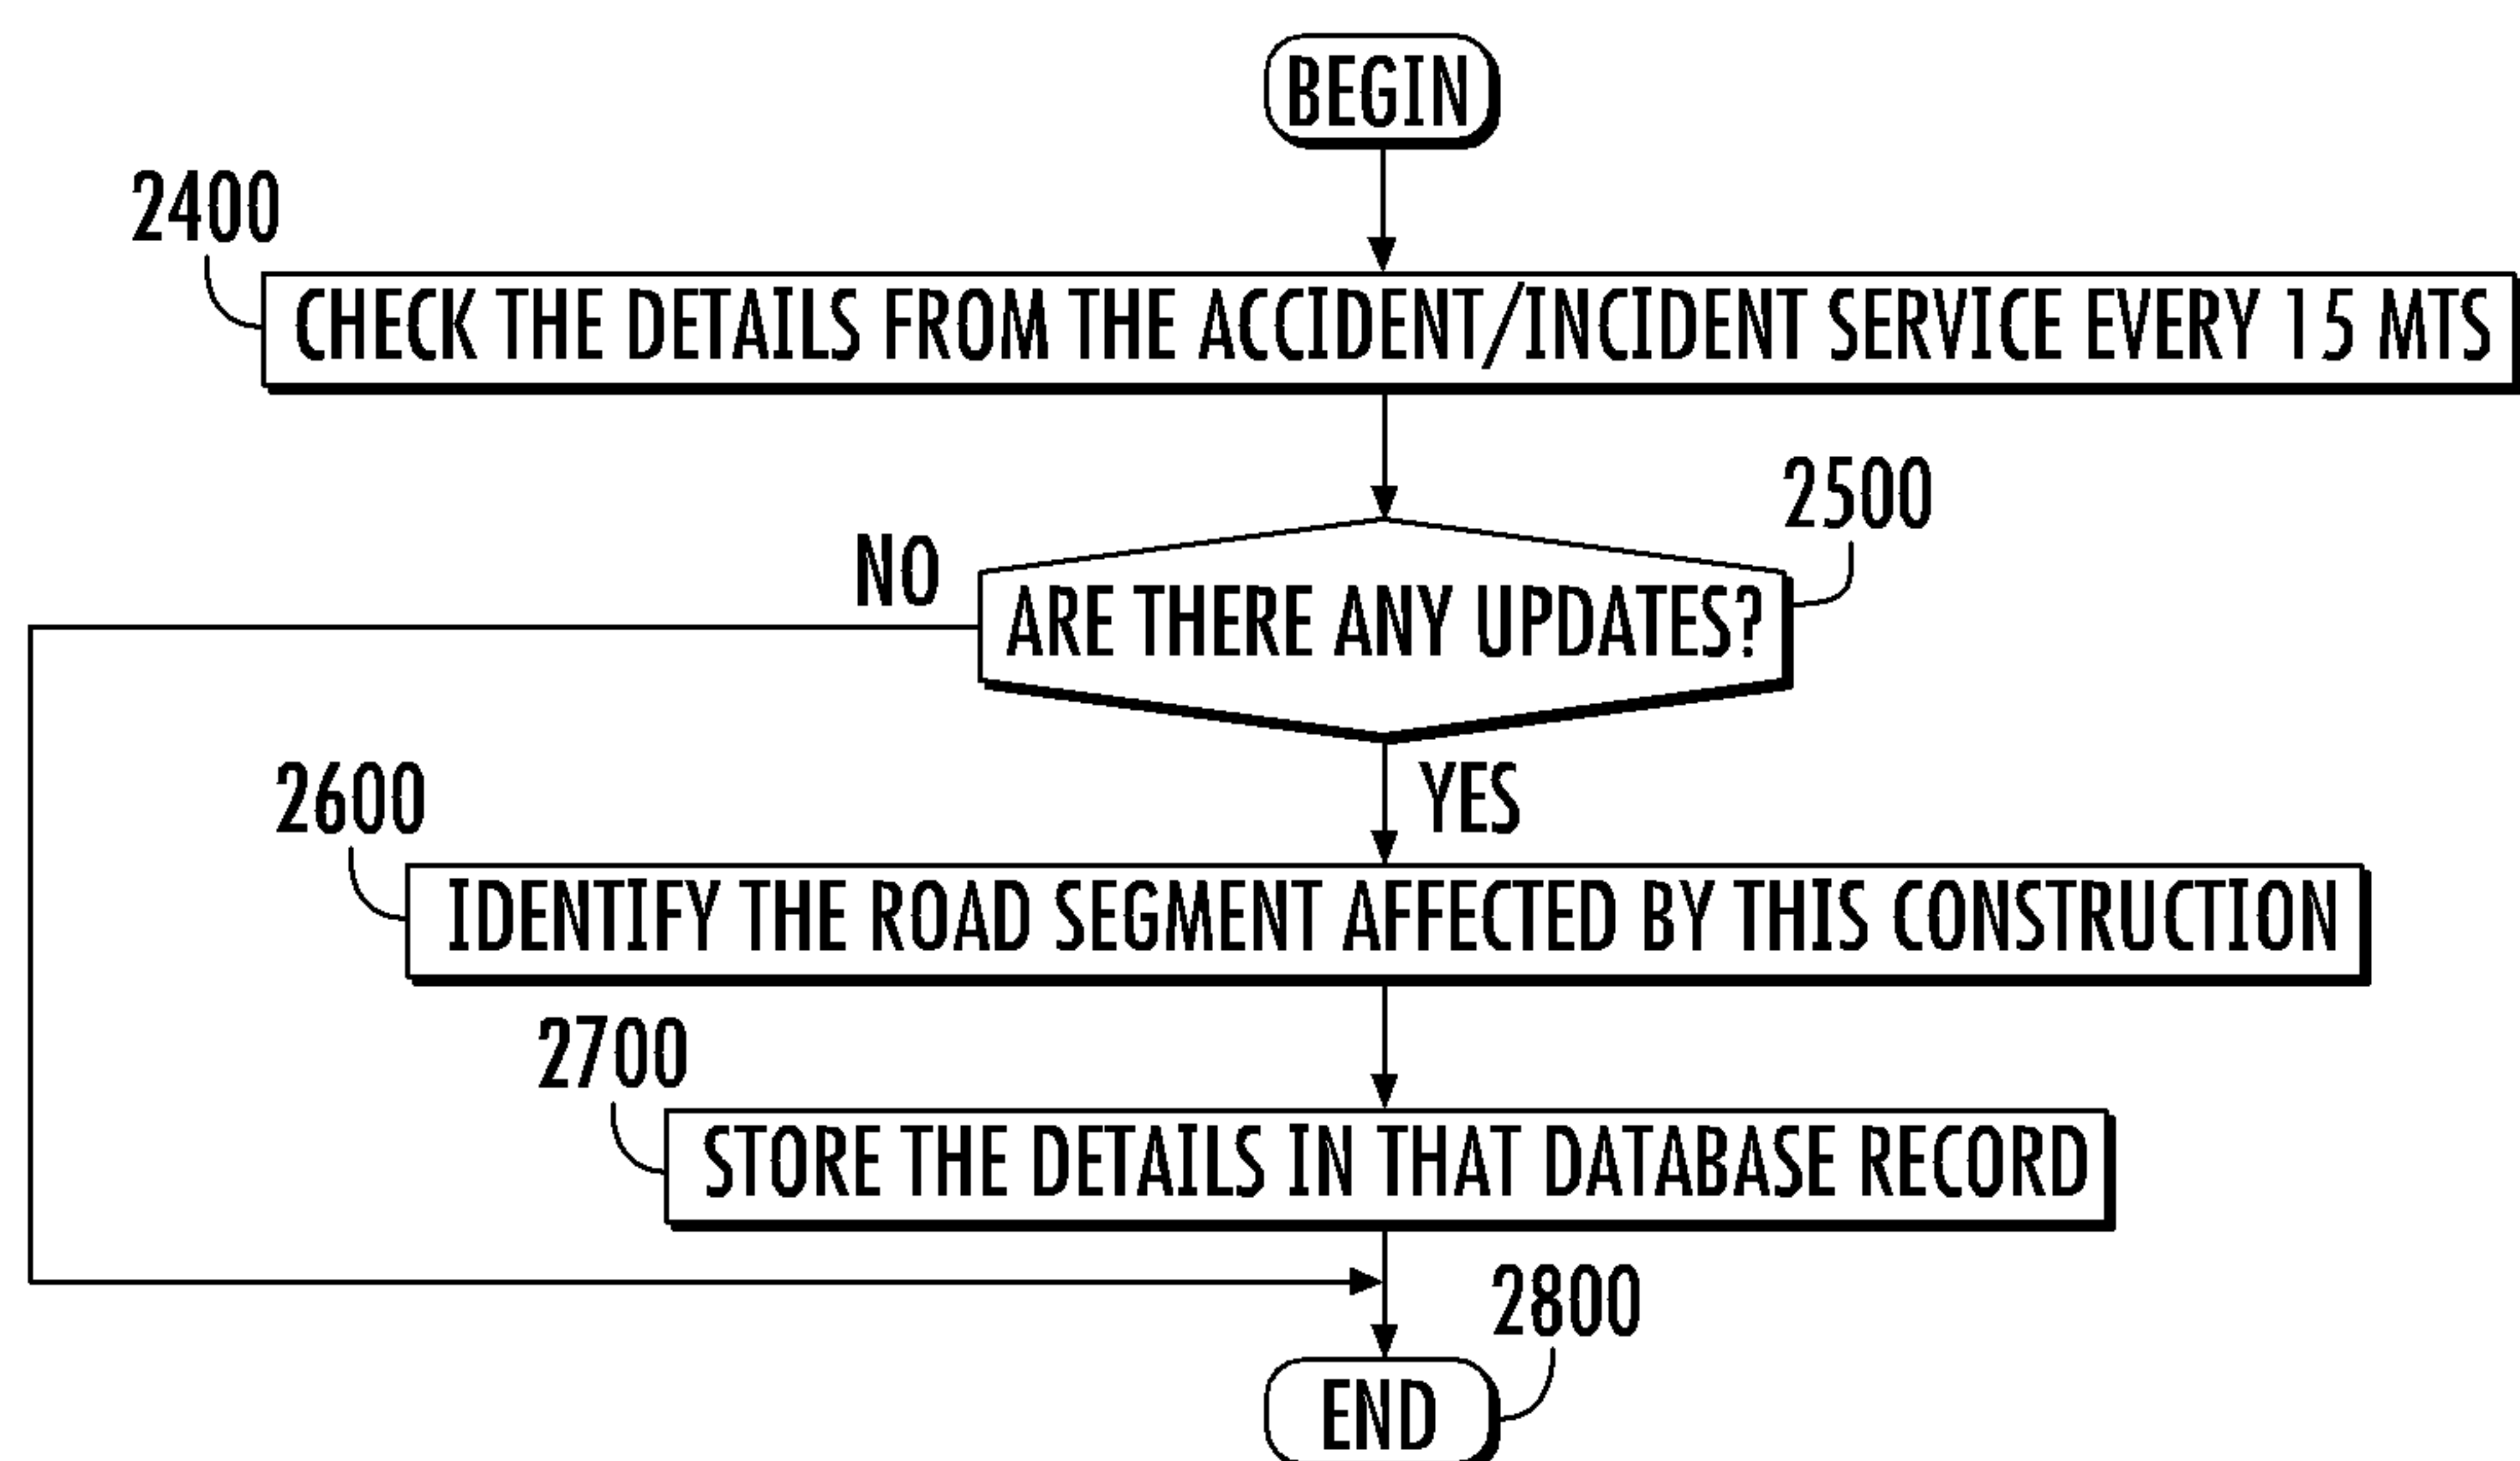 BEGIN
2400
CHECK THE DETAILS FROM THE ACCIDENT/INCIDENT SERVICE EVERY 15 MTS
2500
NO
ARE THERE ANY UPDATES?
YES
2600
IDENTIFY THE ROAD SEGMENT AFFECTED BY THIS CONSTRUCTION
2700
STORE THE DETAILS IN THAT DATABASE RECORD
2800
END